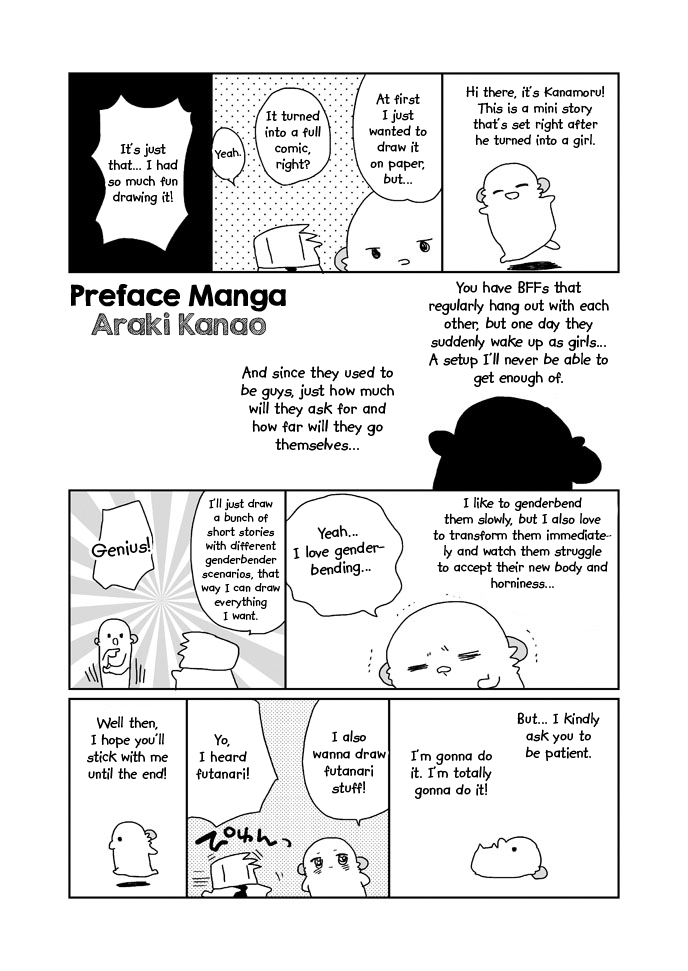 Hi there, it's Kanamoru!
This is a mini story
that's set right after
he turned into a girl.
At first
I just
wanted to
draw it
on paper,
but...
It turned
into a full
comic,
right?
Yeah.
It's just
that... I had
so much fun
drawing it!
Preface Manga
Araki Kanao
You have BFFs that
regularly hang out with each
other, but one day they
suddenly wake up as girls...
A setup I'll never be able to
get enough of.
And since they used to
be guys, just how much
will they ask for and
how far will they go
themselves...
I like to genderbend
them slowly, but I also love
to transform them immediate-
ly and watch them struggle
to accept their new body and
horniness...
Yeah...
I love gender-
bending...
I'll just draw
a bunch of
short stories
with different
genderbender
scenarios, that
way I can draw
everything
I want.
Genius!
But... I kindly
ask you to
be patient.
I'm gonna do
it. I'm totally
gonna do it!
I also
wanna draw
futanari
stuff!
Yo,
I heard
futanari!
ぴゅんっ
Well then,
I hope you'll
stick with me
until the end!